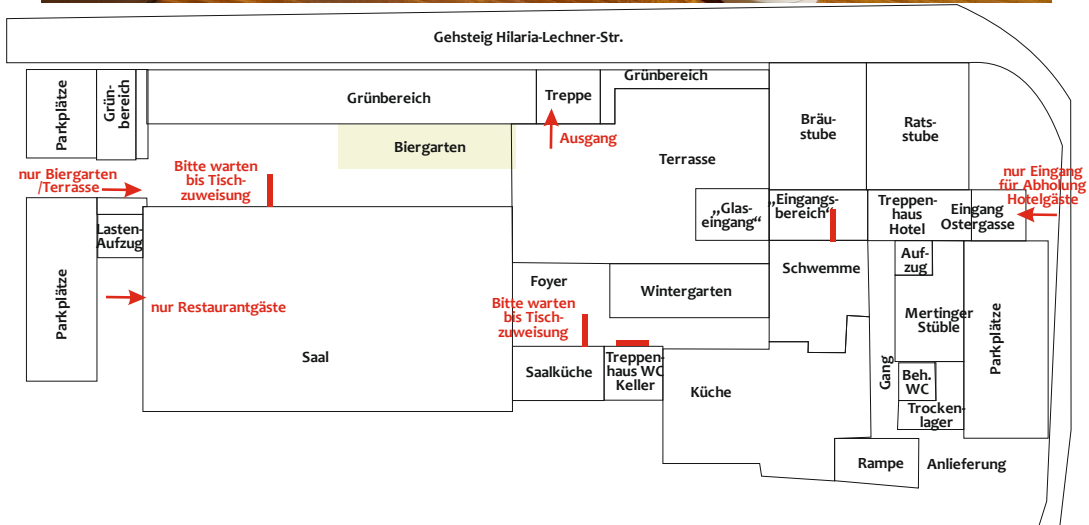 Gehsteig Hilaria-Lechner-Str.
Parkplätze
Grün-
bereich
Grünbereich
Treppe
Grünbereich
Bräu-
stube
Rats-
stube
Biergarten
Ausgang
Terrasse
nur Biergarten
/Terrasse
Bitte warten
bis Tisch-
zuweisung
nur Eingang
für Abholung
Hotelgäste
„Glas-
eingang“
„Eingangs-
bereich“
Treppen-
haus
Hotel
Eingang
Ostergasse
Lasten-
Aufzug
Parkplätze
nur Restaurantgäste
Saal
Foyer
Bitte warten
bis Tisch-
zuweisung
Wintergarten
Schwemme
Auf-
zug
Mertinger
Stüble
Parkplätze
Saalküche
Treppen-
haus WC
Keller
Küche
Gang
Beh.
WC
Trocken-
lager
Rampe
Anlieferung